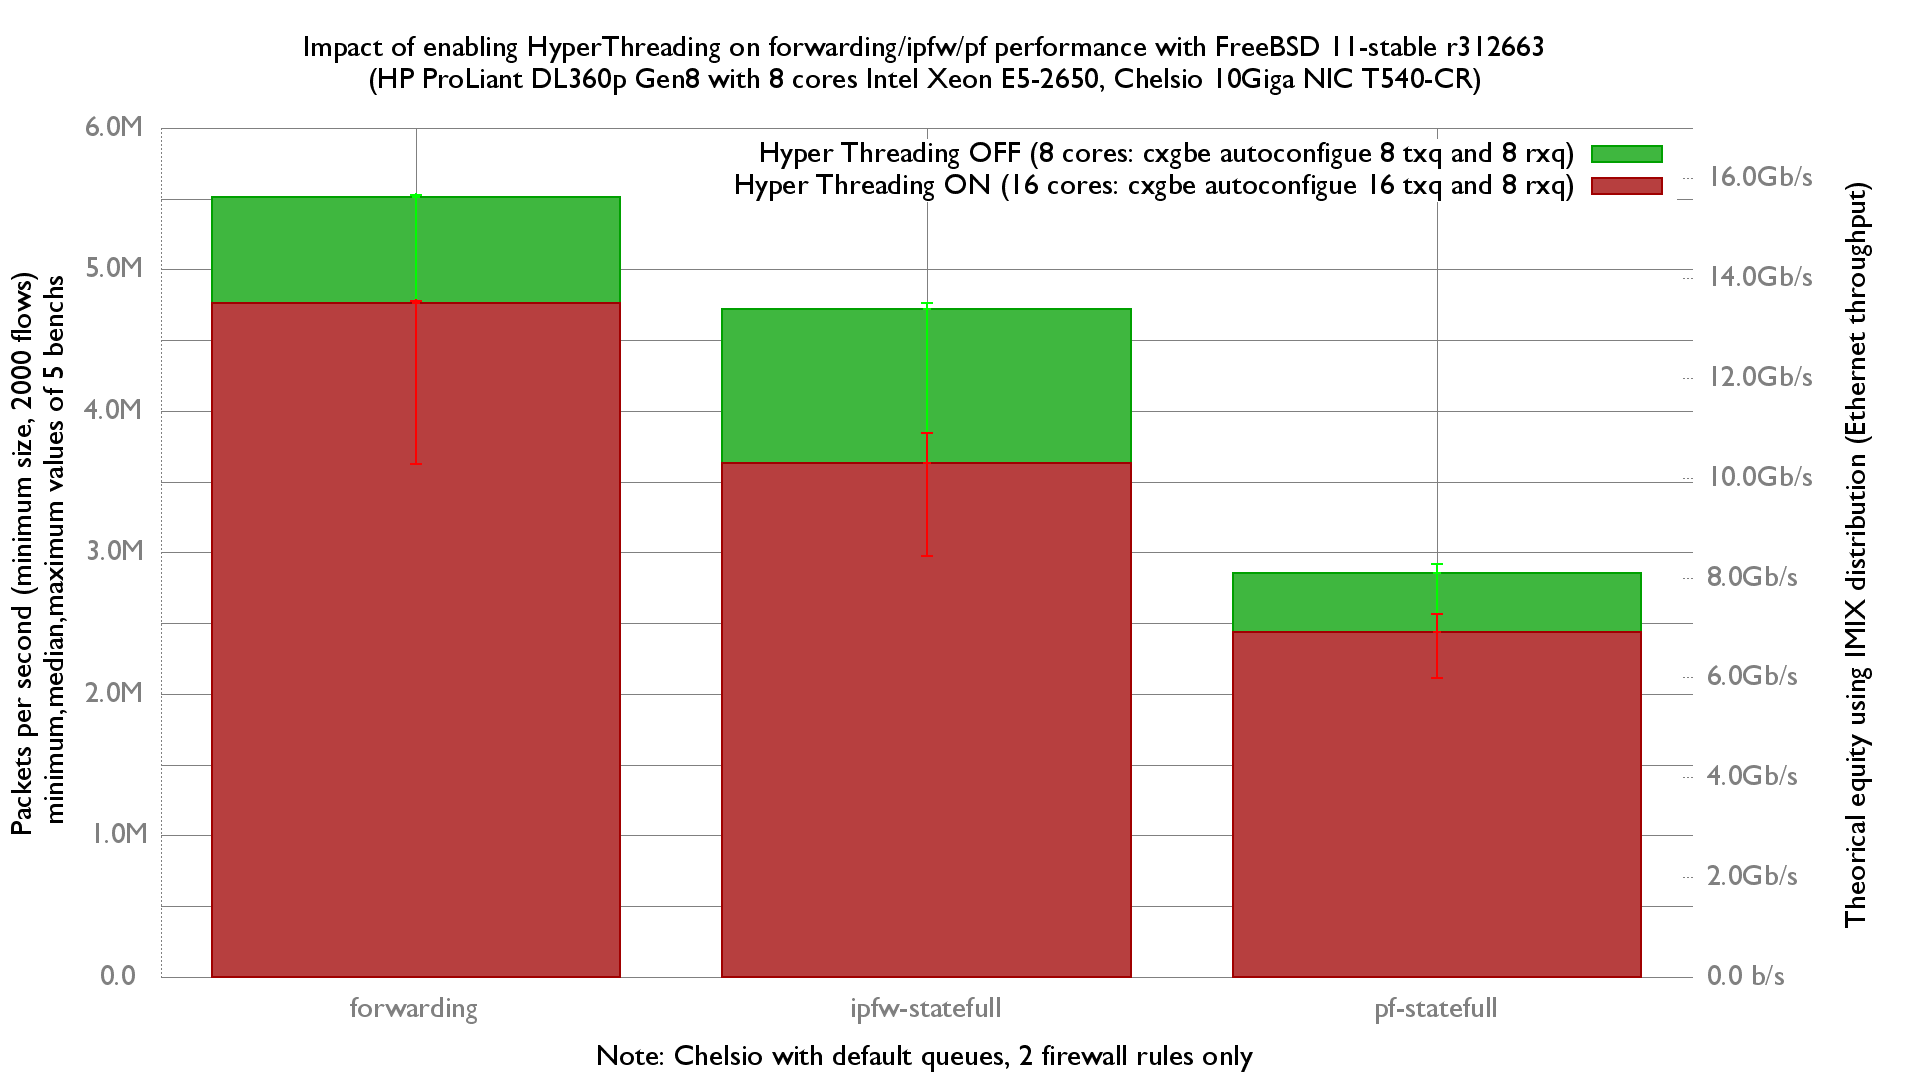 Impact of enabling HyperThreading on forwarding/ipfw/pf performance with FreeBSD 11-stable r312663
(HP ProLiant DL360p Gen8 with 8 cores Intel Xeon E5-2650, Chelsio 10Giga NIC T540-CR)
Hyper Threading OFF (8 cores: cxgbe autoconfigue 8 txq and 8 rxq)
Hyper Threading ON (16 cores: cxgbe autoconfigue 16 txq and 8 rxq)
Packets per second (minimum size, 2000 flows)
minimum,median,maximum values of 5 benchs
6.0M
5.0M
4.0M
3.0M
2.0M
1.0M
0.0
16.0Gb/s
14.0Gb/s
12.0Gb/s
10.0Gb/s
8.0Gb/s
6.0Gb/s
4.0Gb/s
2.0Gb/s
0.0 b/s
Theorical equity using IMIX distribution (Ethernet throughput)
forwarding
ipfw-statefull
pf-statefull
Note: Chelsio with default queues, 2 firewall rules only